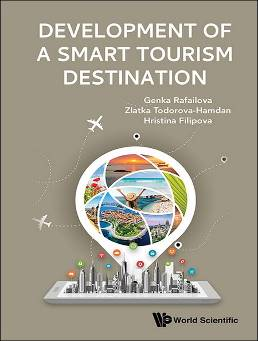 DEVELOPMENT OF
A SMART TOURISM
DESTINATION
Genka Rafailova
Zlatka Todorova-Hamdan
Hristina Filipova
World Scientific